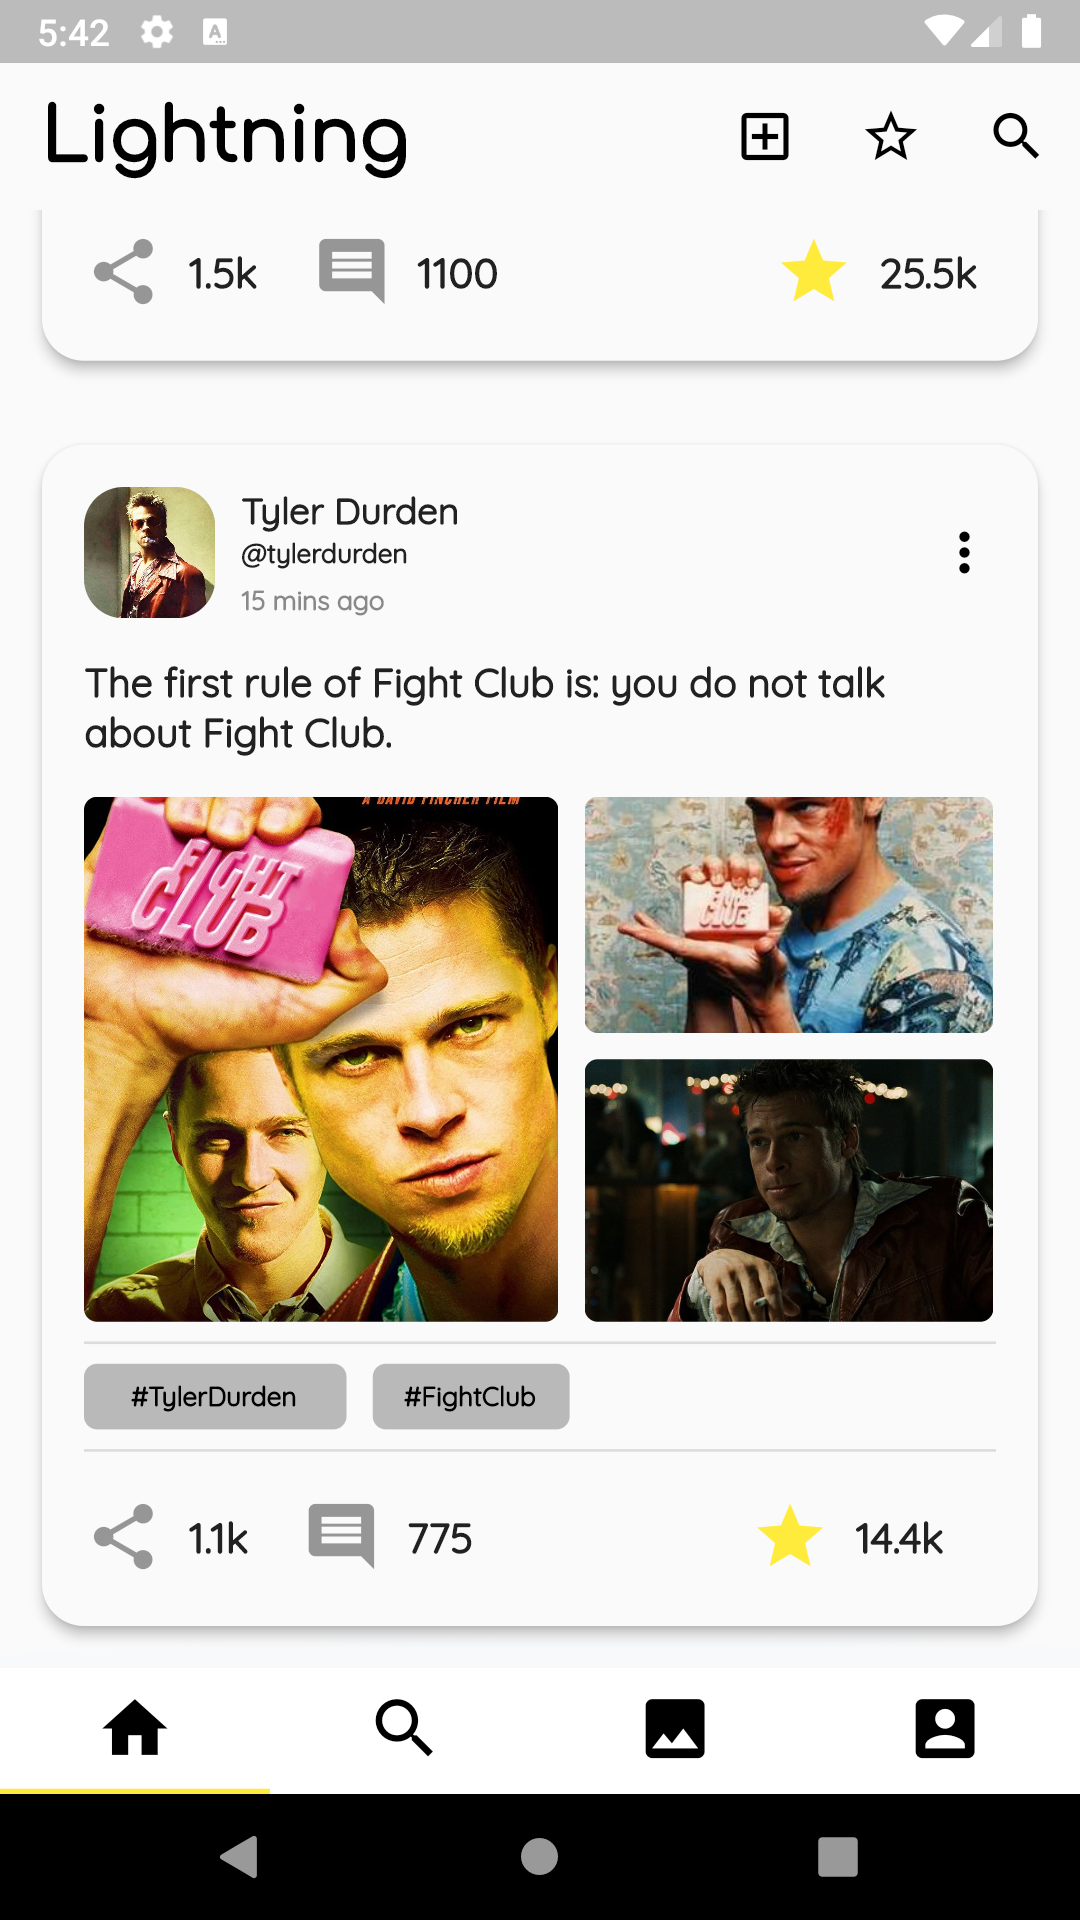 5:42
A
Lightning
1.5k 1100 25.5k
Tyler Durden
@tylerdurden
15 mins ago
The first rule of Fight Club is: you do not talk
about Fight Club.
A DAVID FINCHER FILM
FIGHT
CLUB
FIGHT
CLUB
#TylerDurden #FightClub
1.1k 775 14.4k